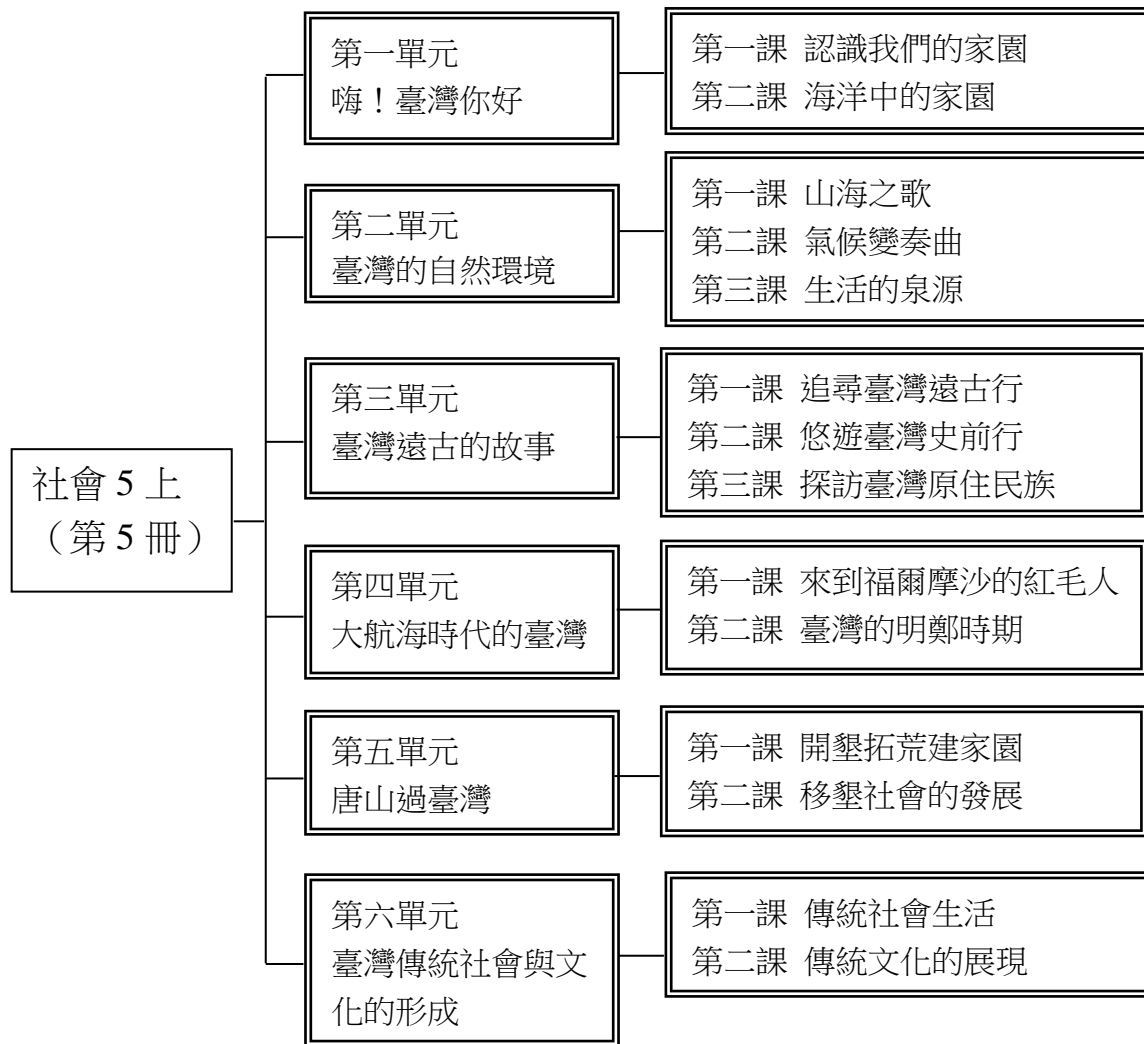 社會 5 上
（第 5 冊）
第一單元
嗨！臺灣你好
第一課 認識我們的家園
第二課 海洋中的家園
第二單元
臺灣的自然環境
第一課 山海之歌
第二課 氣候變奏曲
第三課 生活的泉源
第三單元
臺灣遠古的故事
第一課 追尋臺灣遠古行
第二課 悠遊臺灣史前行
第三課 探訪臺灣原住民族
第四單元
大航海時代的臺灣
第一課 來到福爾摩沙的紅毛人
第二課 臺灣的明鄭時期
第五單元
唐山過臺灣
第一課 開墾拓荒建家園
第二課 移墾社會的發展
第六單元
臺灣傳統社會與文
化的形成
第一課 傳統社會生活
第二課 傳統文化的展現